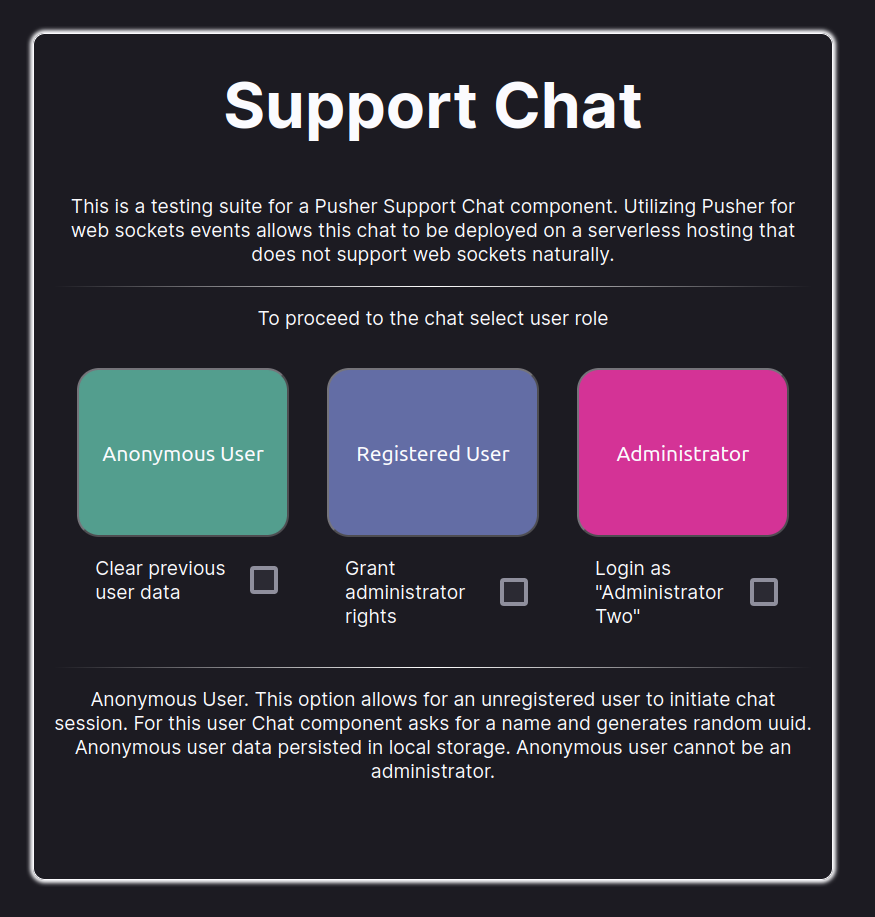 Support Chat
This is a testing suite for a Pusher Support Chat component. Utilizing Pusher for
web sockets events allows this chat to be deployed on a serverless hosting that
does not support web sockets naturally.
To proceed to the chat select user role
Anonymous User
Registered User
Administrator
Clear previous
user data
Grant
administrator
rights
Login as
"Administrator
Two"
Anonymous User. This option allows for an unregistered user to initiate chat
session. For this user Chat component asks for a name and generates random uuid.
Anonymous user data persisted in local storage. Anonymous user cannot be an
administrator.